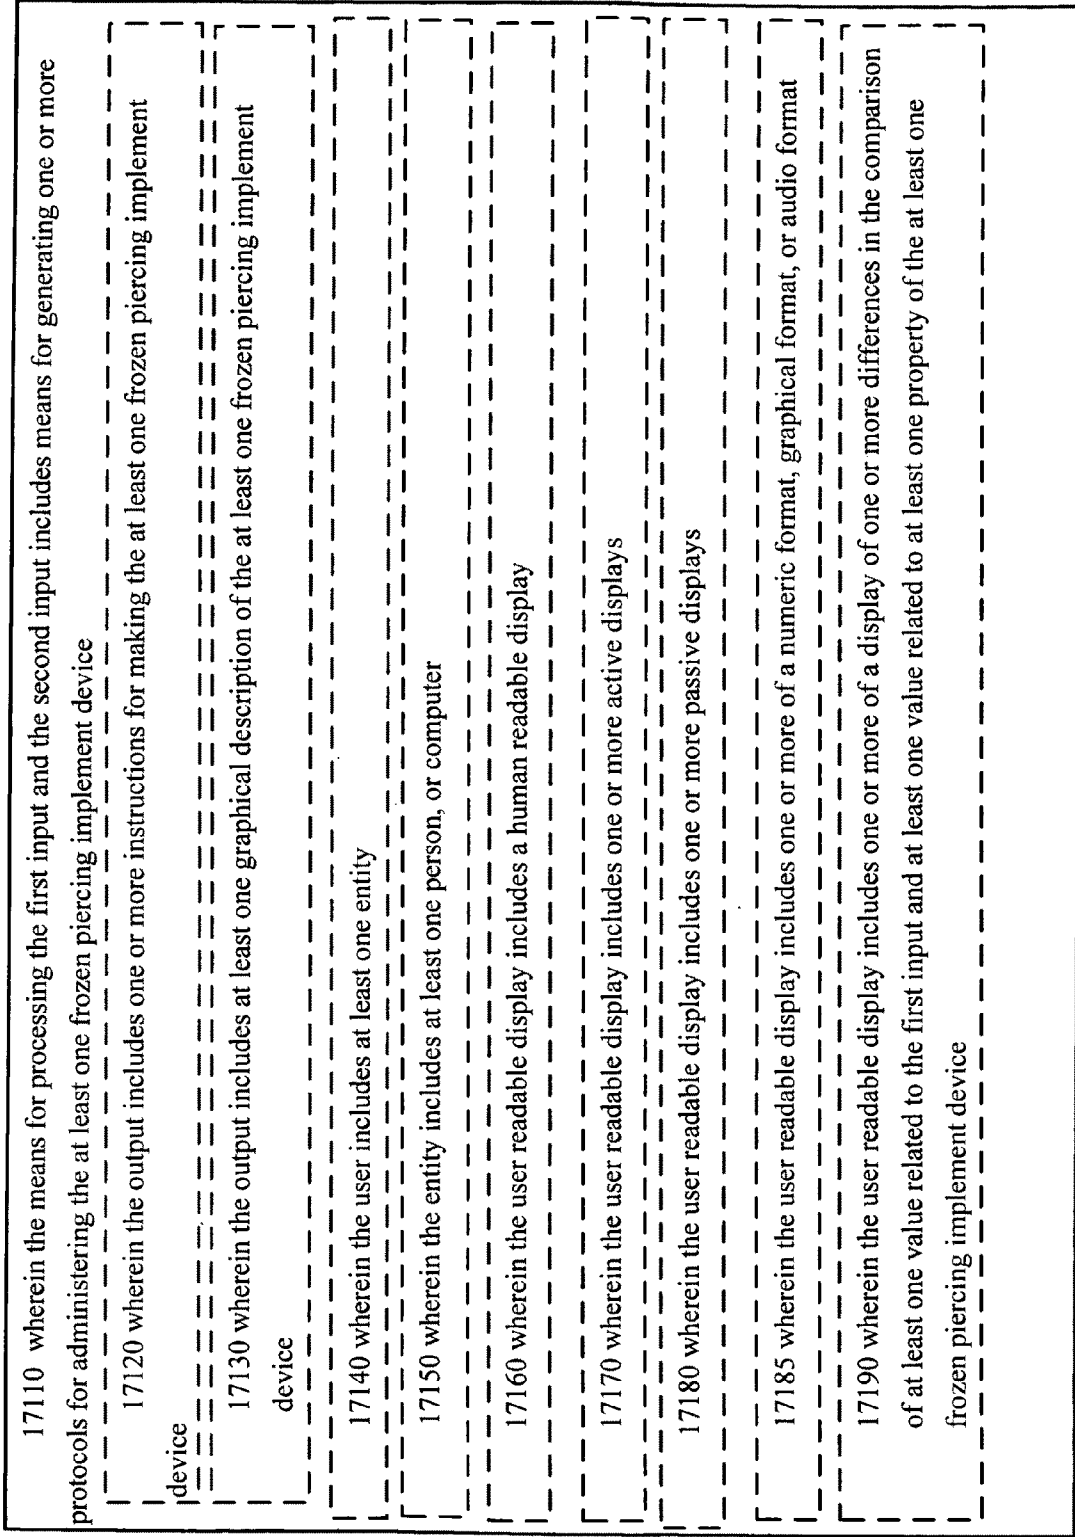 17110 wherein the means for processing the first input and the second input includes means for generating one or more
protocols for administering the at least one frozen piercing implement device
17120 wherein the output includes one or more instructions for making the at least one frozen piercing implement
device
17130 wherein the output includes at least one graphical description of the at least one frozen piercing implement
device
17140 wherein the user includes at least one entity
17150 wherein the entity includes at least one person, or computer
17160 wherein the user readable display includes a human readable display
17170 wherein the user readable display includes one or more active displays
17180 wherein the user readable display includes one or more passive displays
17185 wherein the user readable display includes one or more of a numeric format, graphical format, or audio format
17190 wherein the user readable display includes one or more of a display of one or more differences in the comparison
of at least one value related to the first input and at least one value related to at least one property of the at least one
frozen piercing implement device